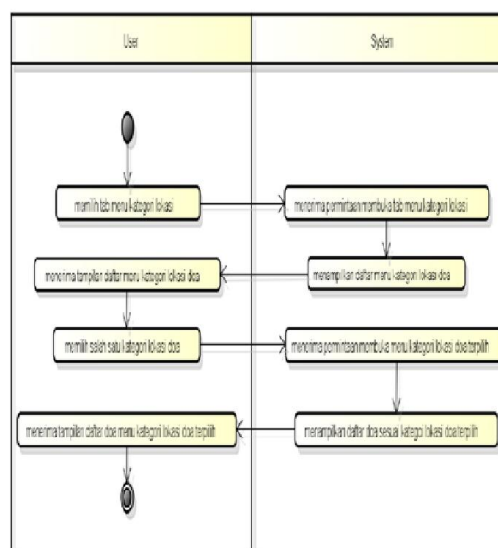 User
System
memilih tab menu kategori lokasi
menerima permintaan membuka tab menu kategori lokasi
menerima tampilan daftar menu kategori lokasi doa
menampilkan daftar menu kategori lokasi doa
memilih salah satu kategori lokasi doa
menerima permintaan membuka menu kategori lokasi doa terpilih
menerima tampilan daftar doa menu kategori lokasi doa terpilih
menampilkan daftar doa sesuai kategoi lokasi doa terpilih